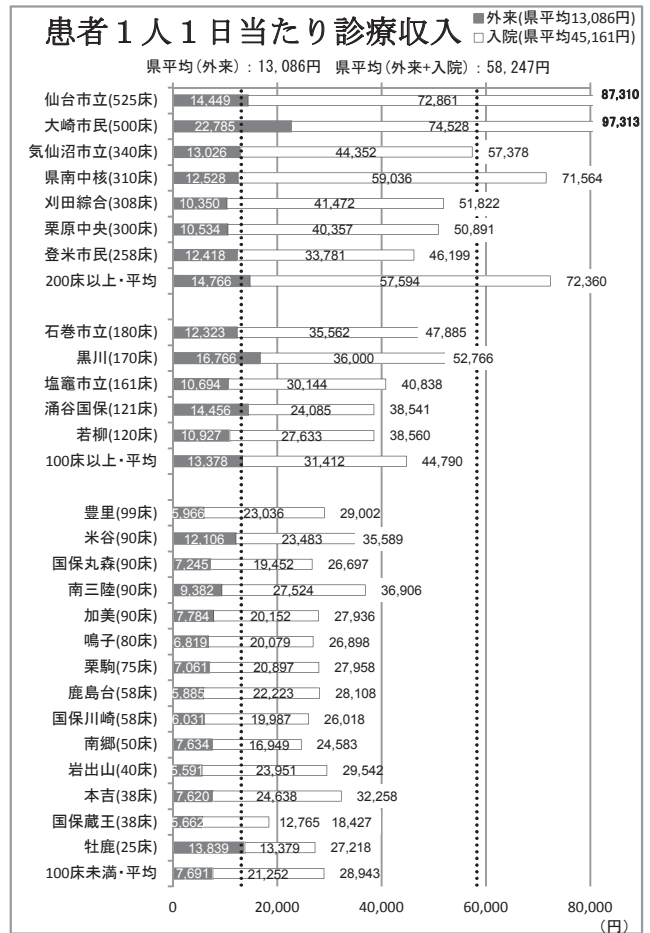 患者１人１日当たり診療収入
■外来(県平均13,086円)
□入院(県平均45,161円)
県平均(外来)：13,086円 県平均(外来+入院)：58,247円
仙台市立(525床) 14,449 72,861 87,310
大崎市民(500床) 22,785 74,528 97,313
気仙沼市立(340床) 13,026 44,352 57,378
県南中核(310床) 12,528 59,036 71,564
刈田綜合(308床) 10,350 41,472 51,822
栗原中央(300床) 10,534 40,357 50,891
登米市民(258床) 12,418 33,781 46,199
200床以上・平均 14,766 57,594 72,360
石巻市立(180床) 12,323 35,562 47,885
黒川(170床) 16,766 36,000 52,766
塩竈市立(161床) 10,694 30,144 40,838
涌谷国保(121床) 14,456 24,085 38,541
若柳(120床) 10,927 27,633 38,560
100床以上・平均 13,378 31,412 44,790
豊里(99床) 5,966 23,036 29,002
米谷(90床) 12,106 23,483 35,589
国保丸森(90床) 7,245 19,452 26,697
南三陸(90床) 9,382 27,524 36,906
加美(90床) 7,784 20,152 27,936
鳴子(80床) 6,819 20,079 26,898
栗駒(75床) 7,061 20,897 27,958
鹿島台(58床) 5,885 22,223 28,108
国保川崎(58床) 6,031 19,987 26,018
南郷(50床) 7,634 16,949 24,583
岩出山(40床) 5,591 23,951 29,542
本吉(38床) 7,620 24,638 32,258
国保蔵王(38床) 5,662 12,765 18,427
牡鹿(25床) 13,839 13,379 27,218
100床未満・平均 7,691 21,252 28,943
0 20,000 40,000 60,000 80,000
(円)